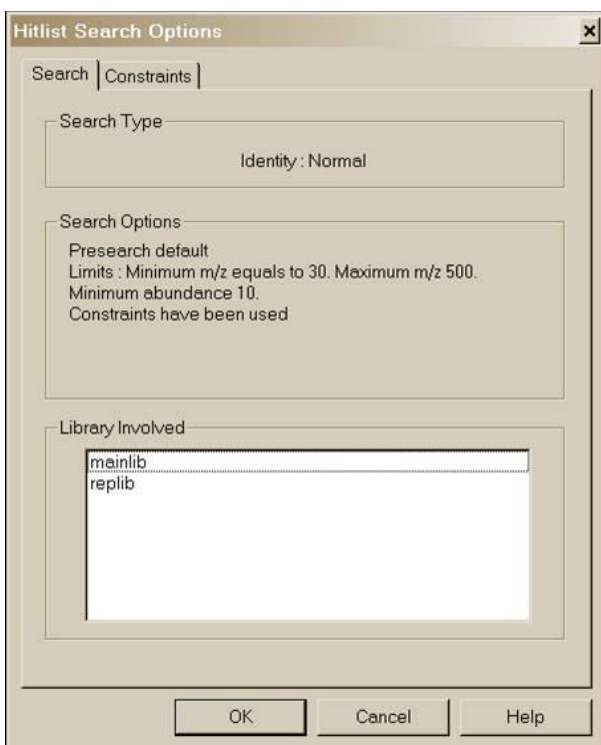 Hitlist Search Options
Search
Constraints
Search Type
Identity : Normal
Search Options
Presearch default
Limits : Minimum m/z equals to 30. Maximum m/z 500.
Minimum abundance 10.
Constraints have been used
Library Involved
mainlib
replib
OK
Cancel
Help